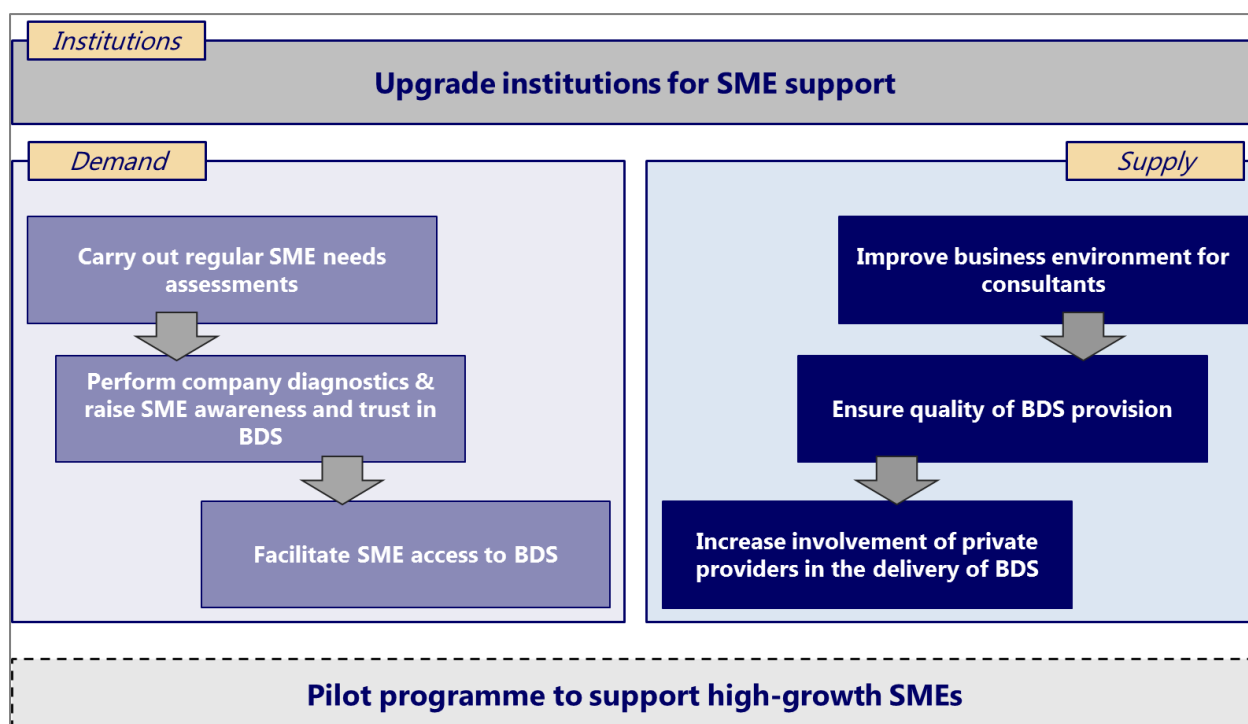 Institutions
Upgrade institutions for SME support
Demand
Carry out regular SME needs
assessments
Perform company diagnostics &
raise SME awareness and trust in
BDS
Facilitate SME access to BDS
Supply
Improve business environment for
consultants
Ensure quality of BDS provision
Increase involvement of private
providers in the delivery of BDS
Pilot programme to support high-growth SMEs